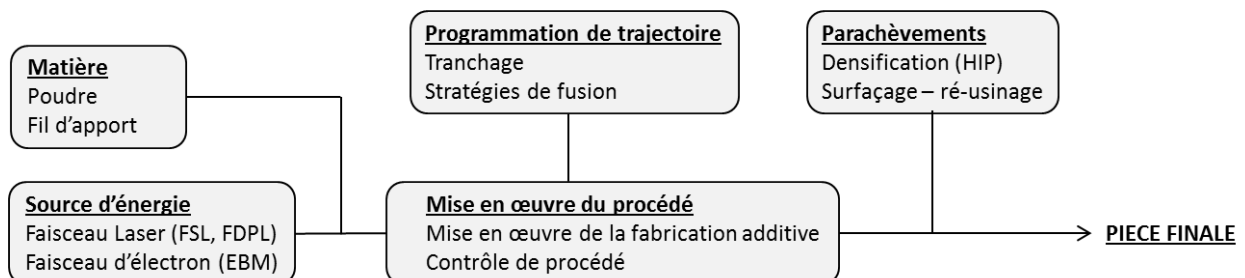 Matière
Poudre
Fil d’apport
Programmation de trajectoire
Tranchage
Stratégies de fusion
Parachèvements
Densification (HIP)
Surfaçage – ré-usinage
Source d’énergie
Faisceau Laser (FSL, FDPL)
Faisceau d’électron (EBM)
Mise en œuvre du procédé
Mise en œuvre de la fabrication additive
Contrôle de procédé
PIECE FINALE